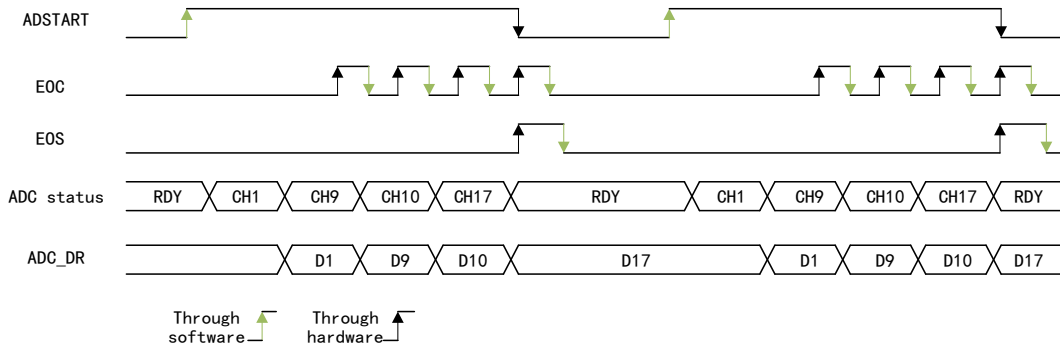 ADSTART
EOC
EOS
ADC status RDY CH1 CH9 CH10 CH17 RDY CH1 CH9 CH10 CH17 RDY
ADC_DR D1 D9 D10 D17 D1 D9 D10 D17
Through software
Through hardware